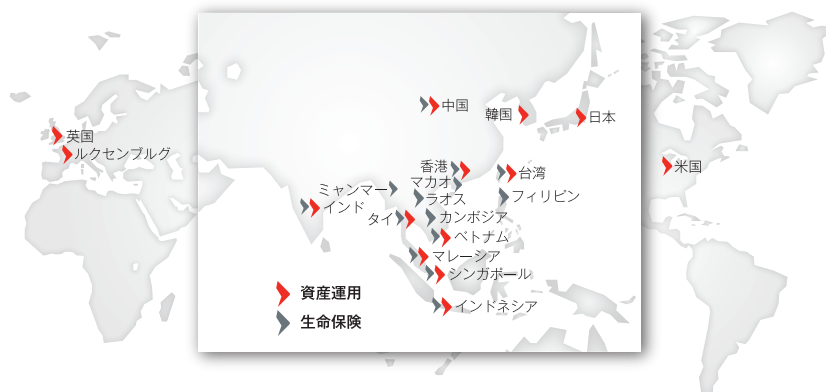 中国
韓国
日本
英国
ルクセンブルグ
香港
マカオ
台湾
米国
ミャンマー
ラオス
フィリピン
インド
タイ
カンボジア
ベトナム
マレーシア
シンガポール
資産運用
インドネシア
生命保険